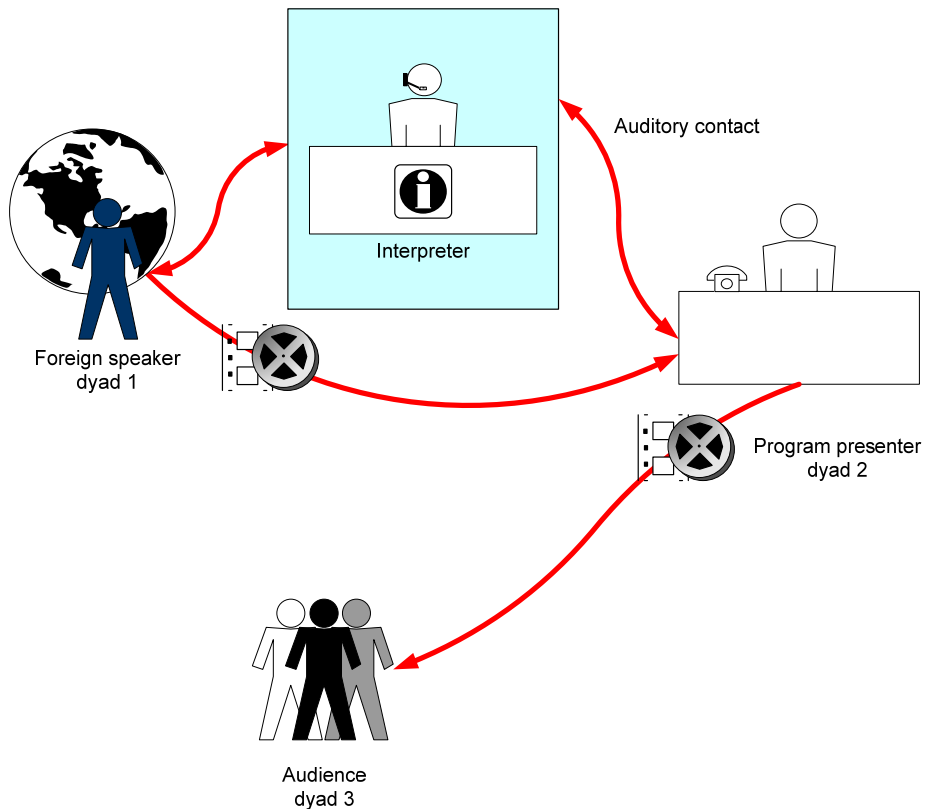 Auditory contact
Interpreter
Foreign speaker
dyad 1
Program presenter
dyad 2
Audience
dyad 3